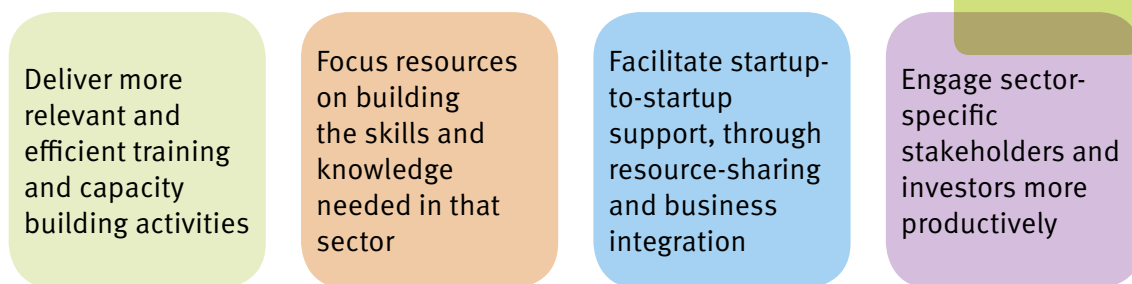 Deliver more
relevant and
efficient training
and capacity
building activities
Focus resources
on building
the skills and
knowledge
needed in that
sector
Facilitate startup-
to-startup
support, through
resource-sharing
and business
integration
Engage sector-
specific
stakeholders and
investors more
productively